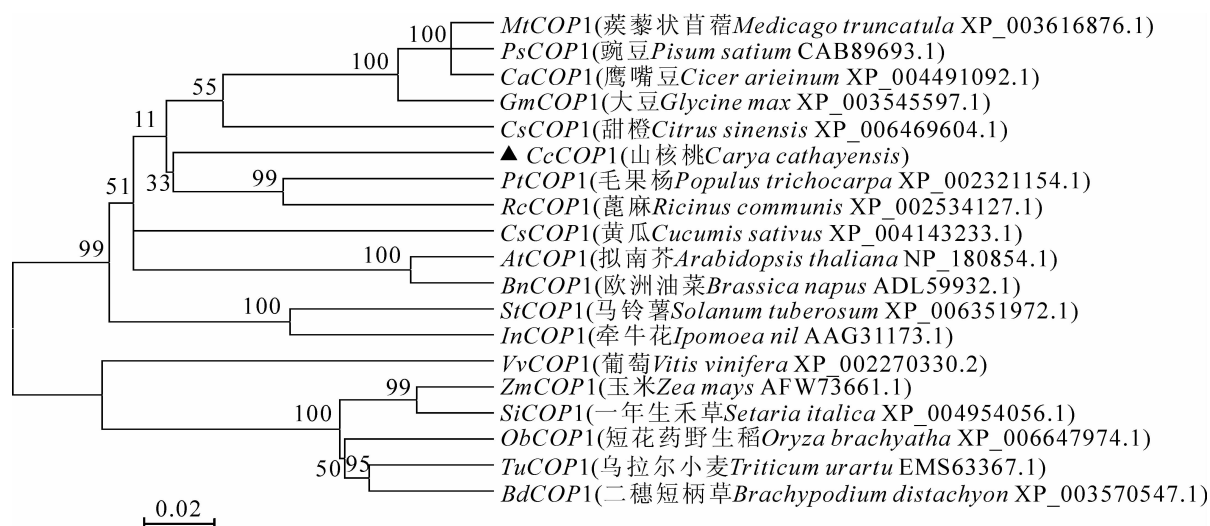 100 MtCOP1(蒺藜状苜蓿Medicago truncatula XP_003616876.1)
PsCOP1(豌豆Pisum satium CAB89693.1)
100
CaCOP1(鹰嘴豆Cicer arieinum XP_004491092.1)
55
GmCOP1(大豆Glycine max XP_003545597.1)
11
CsCOP1(甜橙Citrus sinensis XP_006469604.1)
▲ CcCOP1(山核桃Carya cathayensis)
51 33 99 PtCOP1(毛果杨Populus trichocarpa XP_002321154.1)
RcCOP1(蓖麻Ricinus communis XP_002534127.1)
CsCOP1(黄瓜Cucumis sativus XP_004143233.1)
99 100 AtCOP1(拟南芥Arabidopsis thaliana NP_180854.1)
BnCOP1(欧洲油菜Brassica napus ADL59932.1)
100 StCOP1(马铃薯Solanum tuberosum XP_006351972.1)
InCOP1(牵牛花Ipomoea nil AAG31173.1)
VvCOP1(葡萄Vitis vinifera XP_002270330.2)
99 ZmCOP1(玉米Zea mays AFW73661.1)
100 SiCOP1(一年生禾草Setaria italica XP_004954056.1)
ObCOP1(短花药野生稻Oryza brachyatha XP_006647974.1)
50 95 TuCOP1(乌拉尔小麦Triticum urartu EMS63367.1)
BdCOP1(二穗短柄草Brachypodium distachyon XP_003570547.1)
0.02